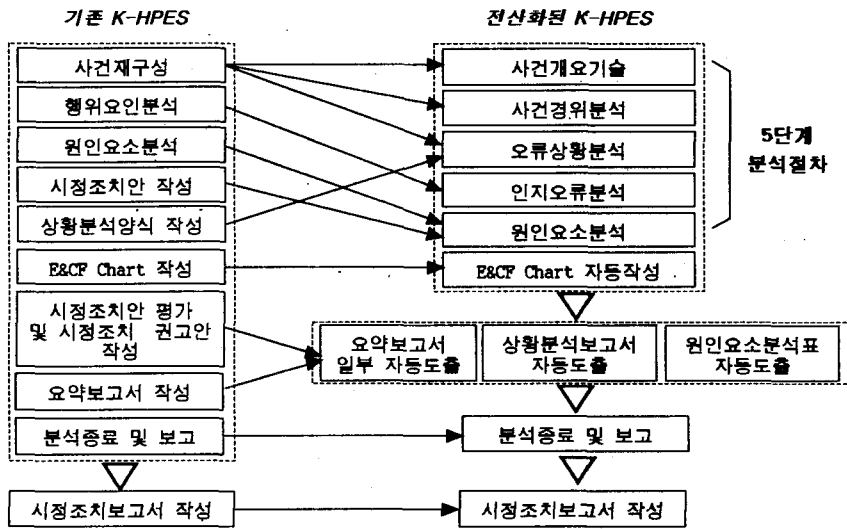 기존 K-HPES
사건재구성
행위요인분석
원인요소분석
시정조치안 작성
상황분석양식 작성
E&CF Chart 작성
시정조치안 평가
및 시정조치 권고안
작성
요약보고서 작성
분석종료 및 보고
시정조치보고서 작성
전산화된 K-HPES
사건개요기술
사건경위분석
오류상황분석
인지오류분석
원인요소분석
E&CF Chart 자동작성
5단계
분석절차
요약보고서
일부 자동도출
상황분석보고서
자동도출
원인요소분석표
자동도출
분석종료 및 보고
시정조치보고서 작성